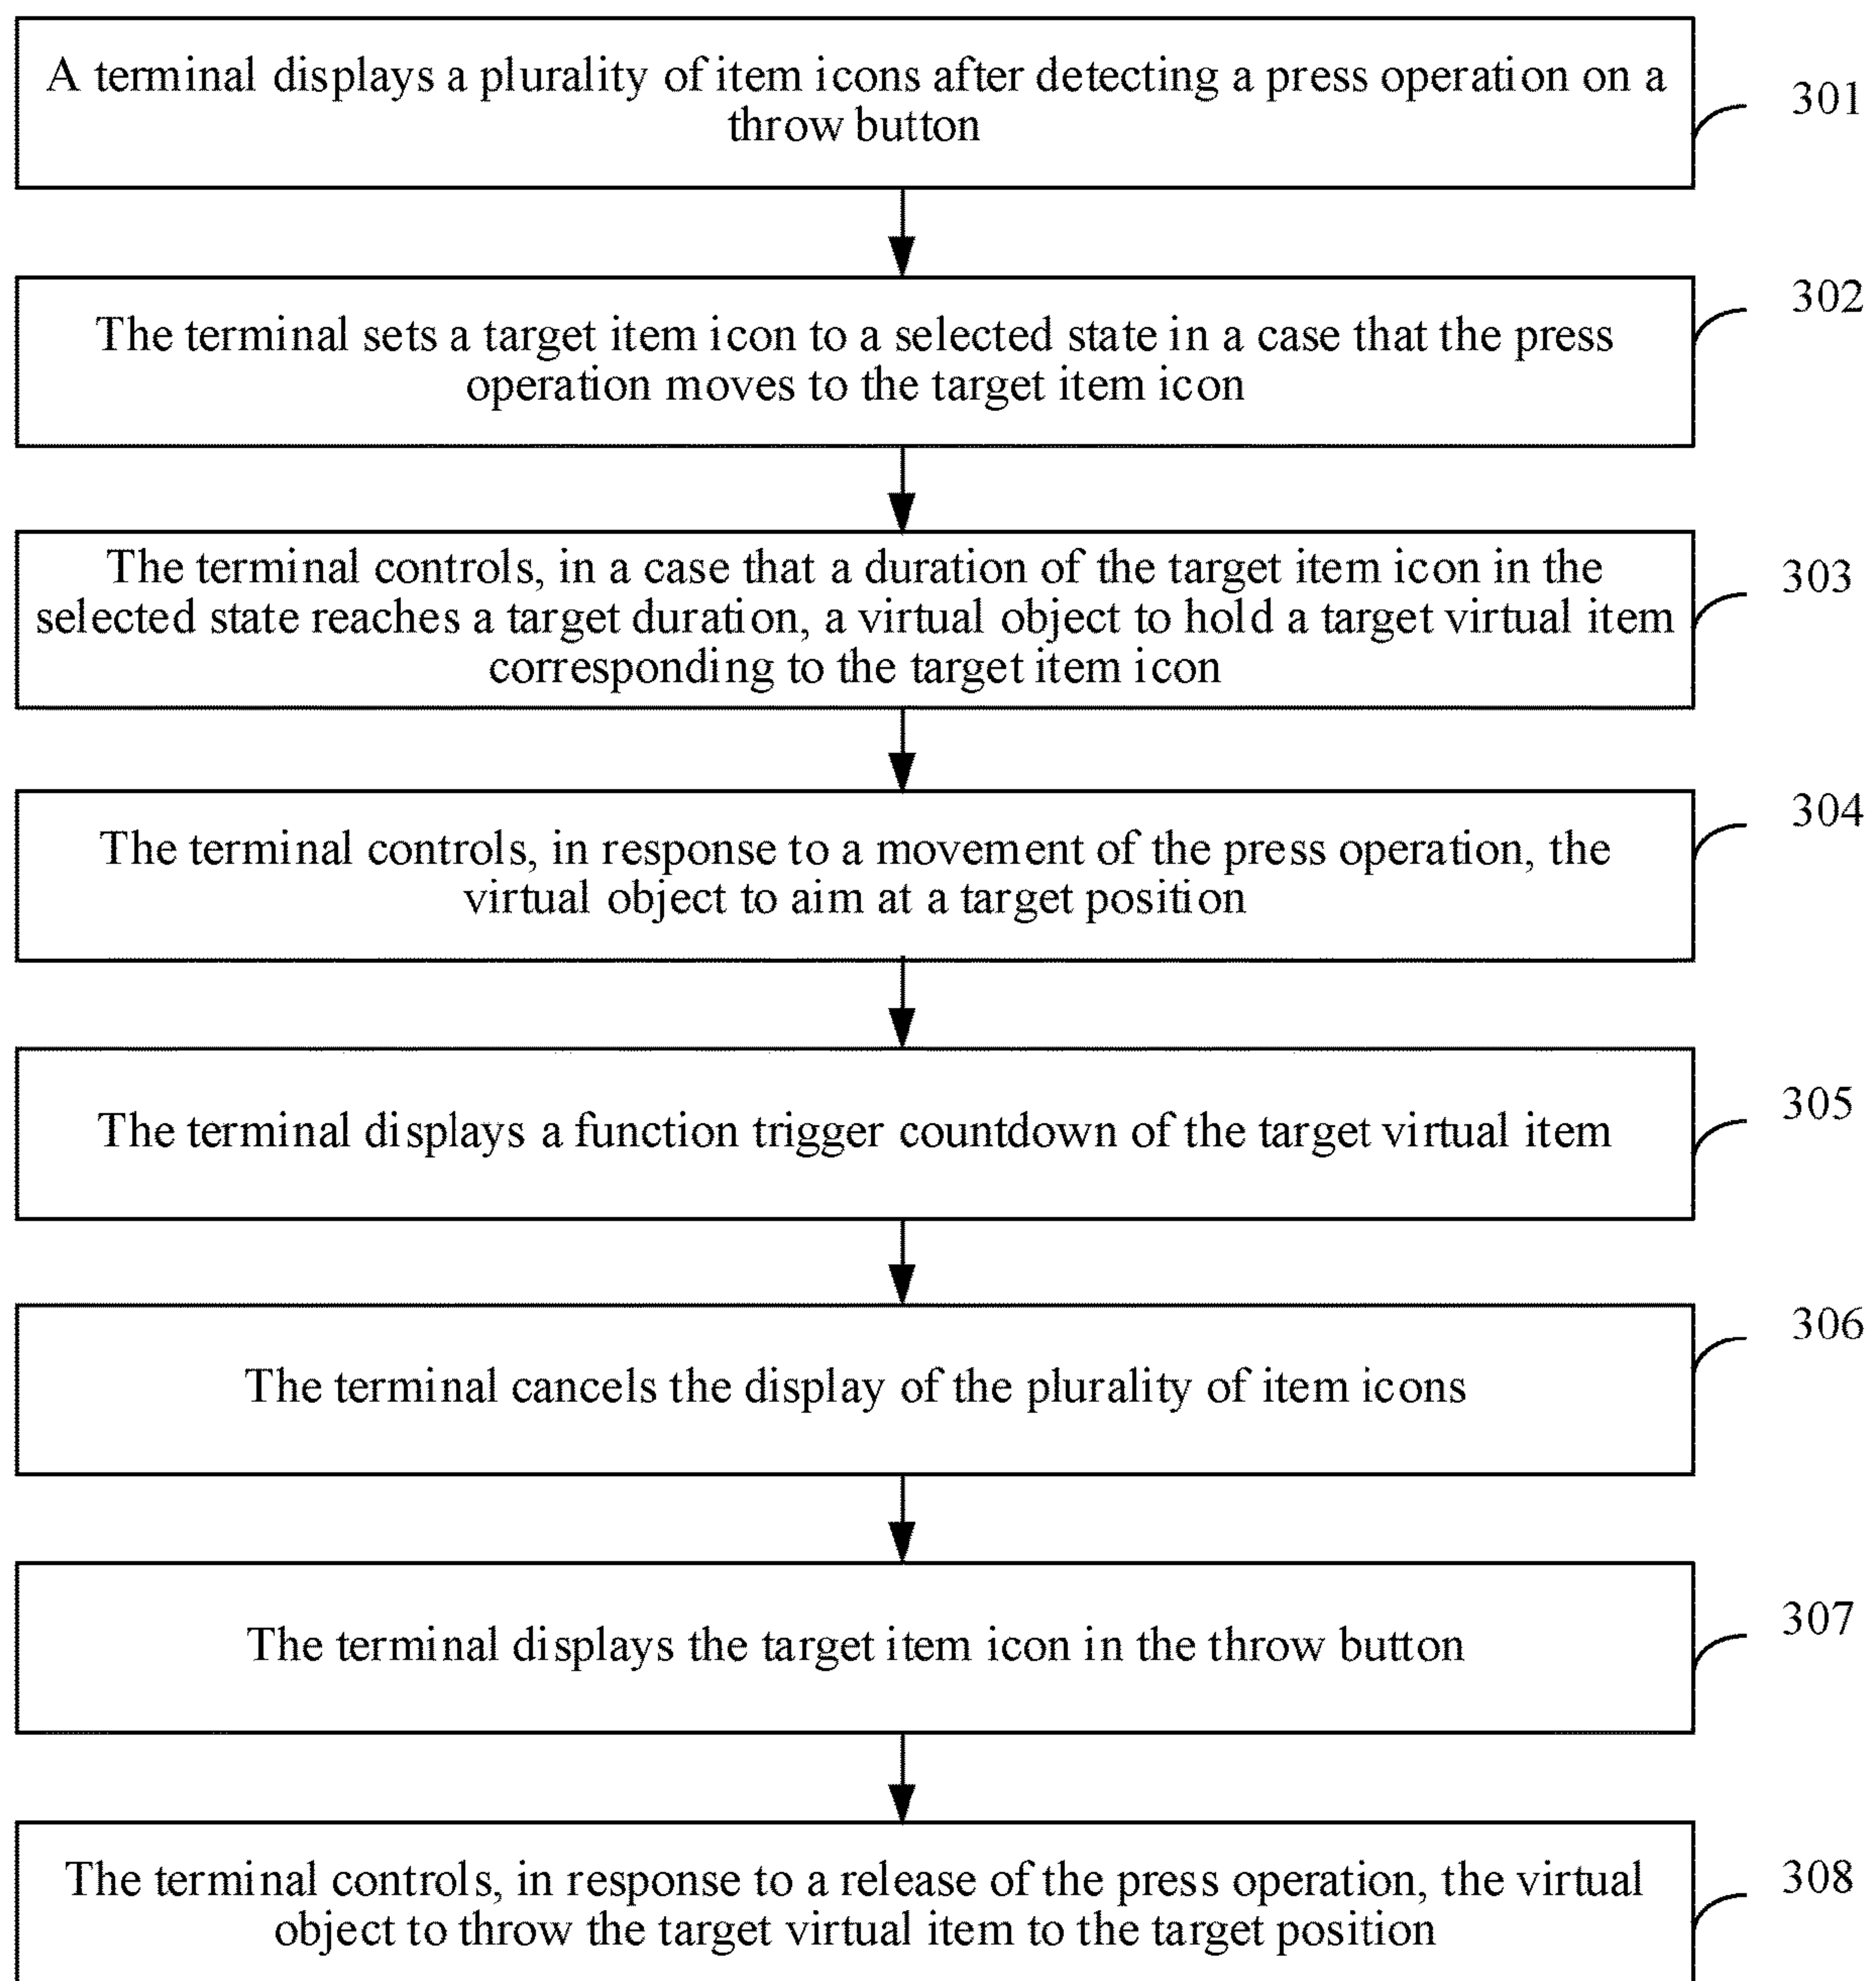 A terminal displays a plurality of item icons after detecting a press operation on a
throw button
301
The terminal sets a target item icon to a selected state in a case that the press
operation moves to the target item icon
302
The terminal controls, in a case that a duration of the target item icon in the
selected state reaches a target duration, a virtual object to hold a target virtual item
corresponding to the target item icon
303
The terminal controls, in response to a movement of the press operation, the
virtual object to aim at a target position
304
The terminal displays a function trigger countdown of the target virtual item
305
The terminal cancels the display of the plurality of item icons
306
The terminal displays the target item icon in the throw button
307
The terminal controls, in response to a release of the press operation, the virtual
object to throw the target virtual item to the target position
308